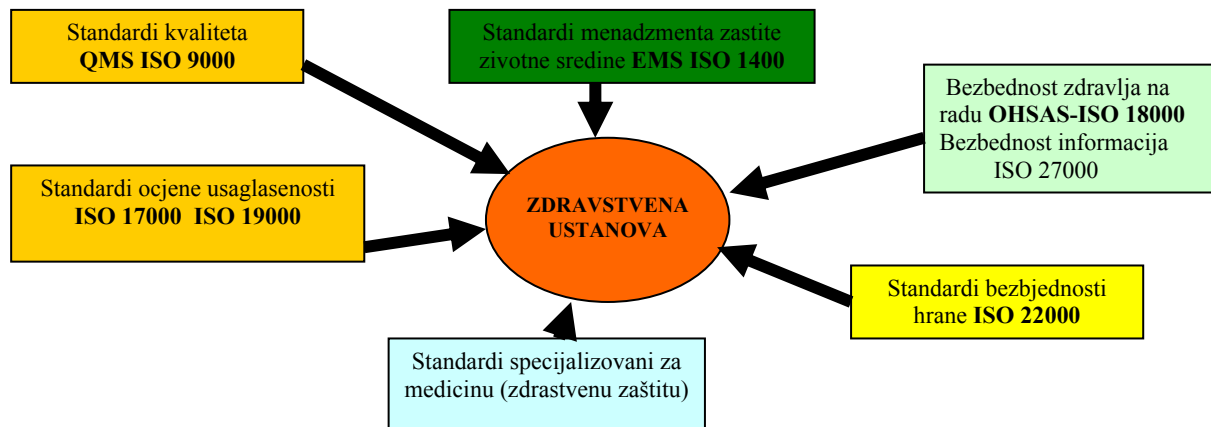 Standardi kvaliteta
QMS ISO 9000
Standardi menadzmenta zastite
zivotne sredine EMS ISO 1400
Bezbednost zdravlja na
radu OHSAS-ISO 18000
Bezbednost informacija
ISO 27000
Standardi ocjene usaglasenosti
ISO 17000 ISO 19000
ZDRAVSTVENA
USTANOVA
Standardi bezbjednosti
hrane ISO 22000
Standardi specijalizovani za
medicinu (zdrastvenu zaštitu)